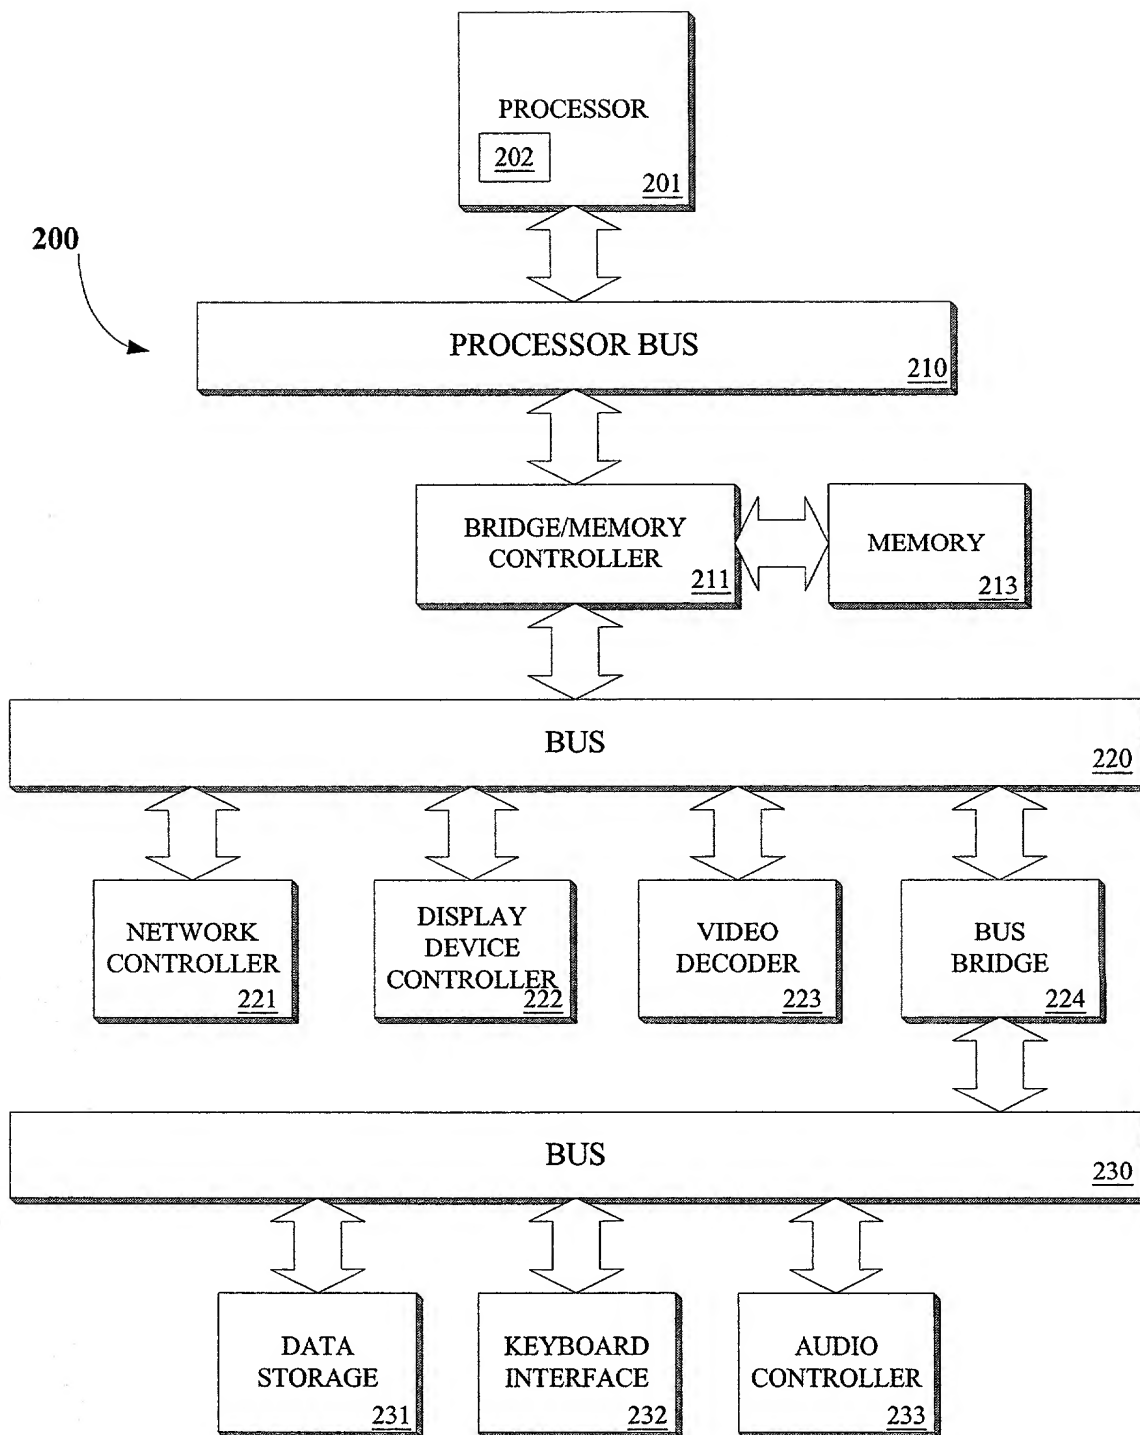 PROCESSOR
202
201
200
PROCESSOR BUS
210
BRIDGE/MEMORY
CONTROLLER
211
MEMORY
213
BUS
220
NETWORK
CONTROLLER
221
DISPLAY
DEVICE
CONTROLLER
222
VIDEO
DECODER
223
BUS
BRIDGE
224
BUS
230
DATA
STORAGE
231
KEYBOARD
INTERFACE
232
AUDIO
CONTROLLER
233